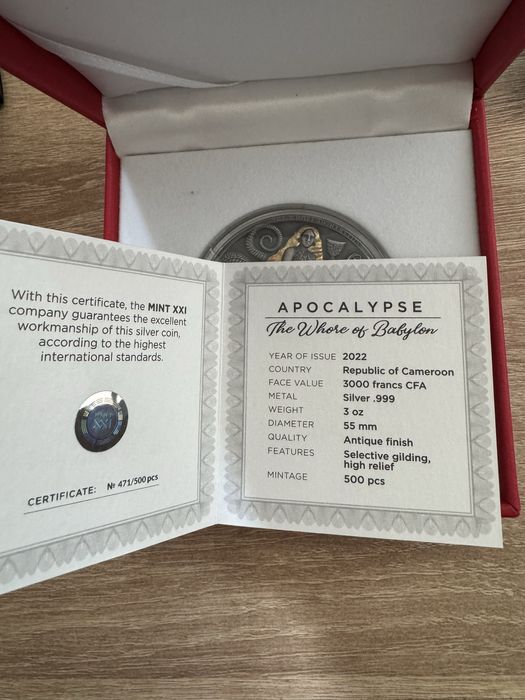 With this certificate, the MINT XXI
company guarantees the excellent
workmanship of this silver coin,
according to the highest
international standards.
XXI
CERTIFICATE: № 471/500 pcs
APOCALYPSE
The Whore of Babylon
YEAR OF ISSUE 2022
COUNTRY Republic of Cameroon
FACE VALUE 3000 francs CFA
METAL Silver .999
WEIGHT 3 oz
DIAMETER 55 mm
QUALITY Antique finish
FEATURES Selective gilding,
high relief
MINTAGE 500 pcs